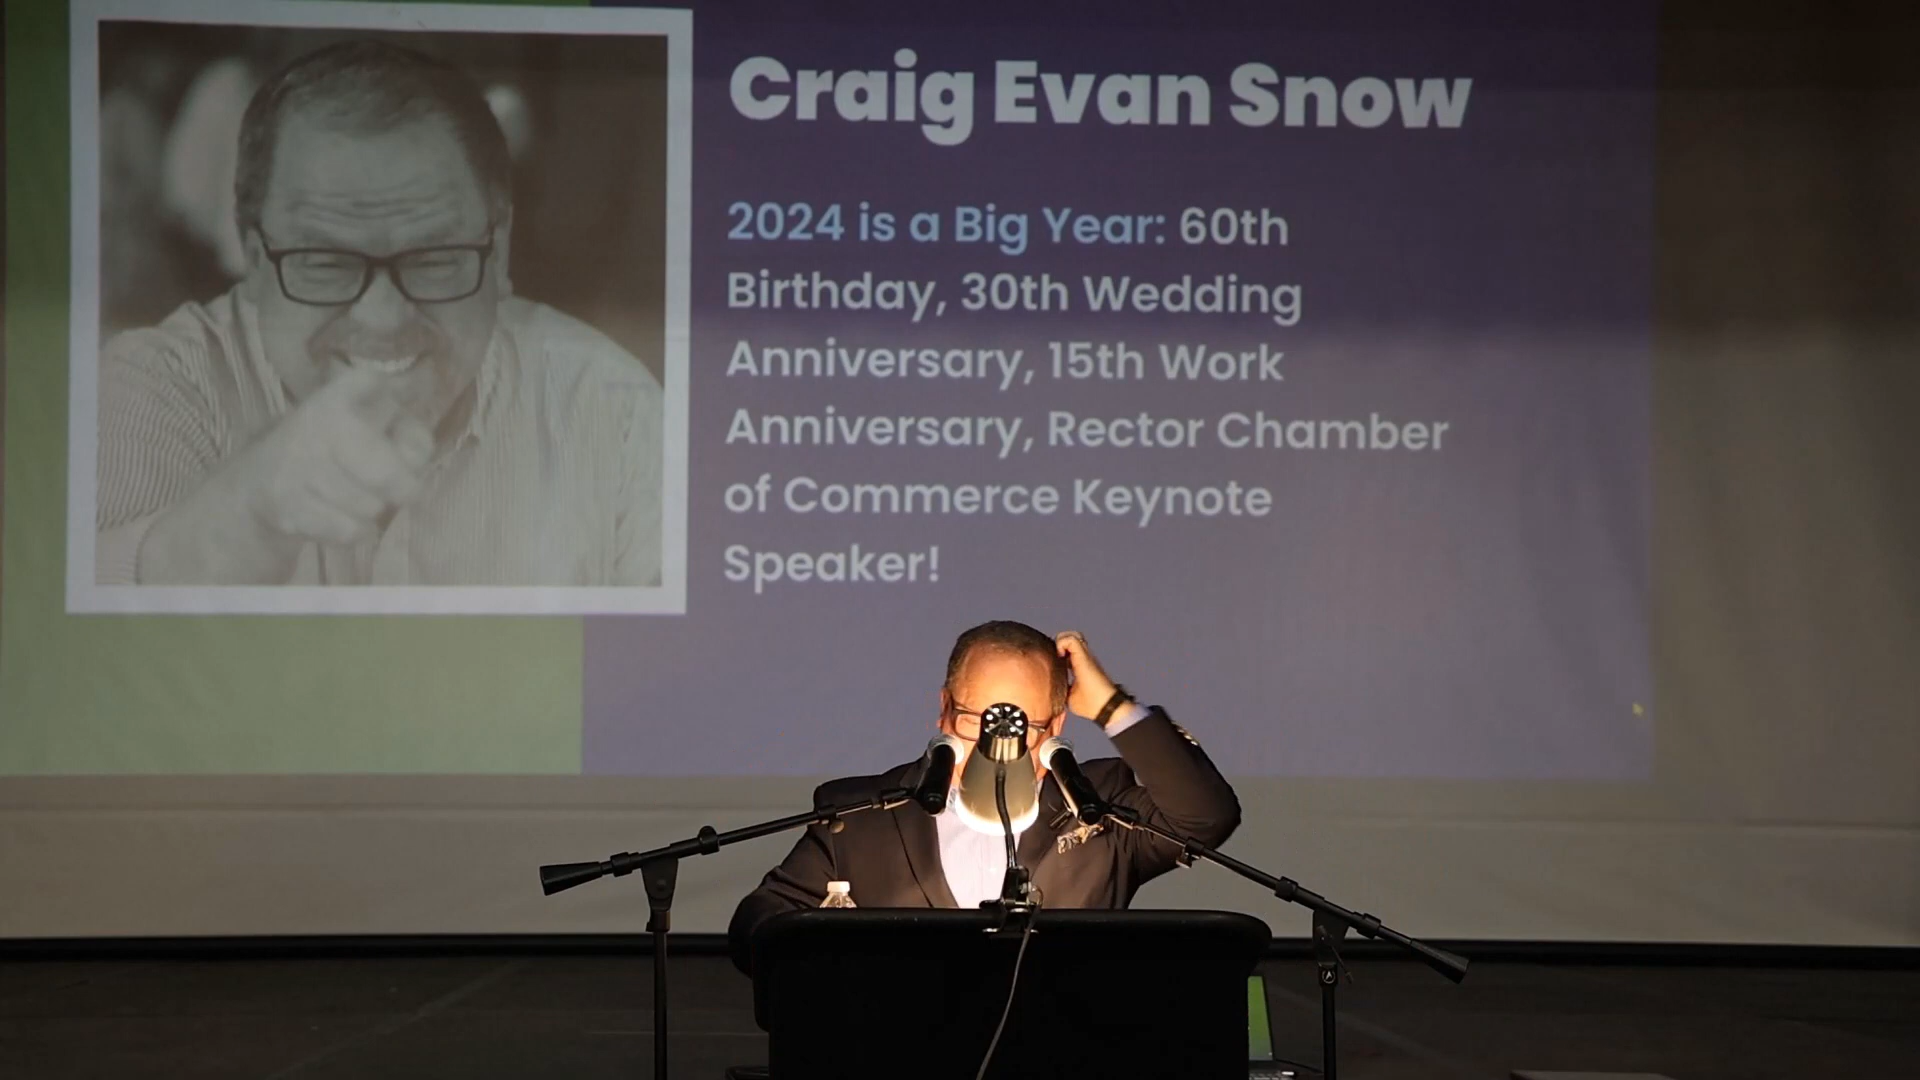 Craig Evan Snow
2024 is a Big Year: 60th
Birthday, 30th Wedding
Anniversary, 15th Work
Anniversary, Rector Chamber
of Commerce Keynote
Speaker!